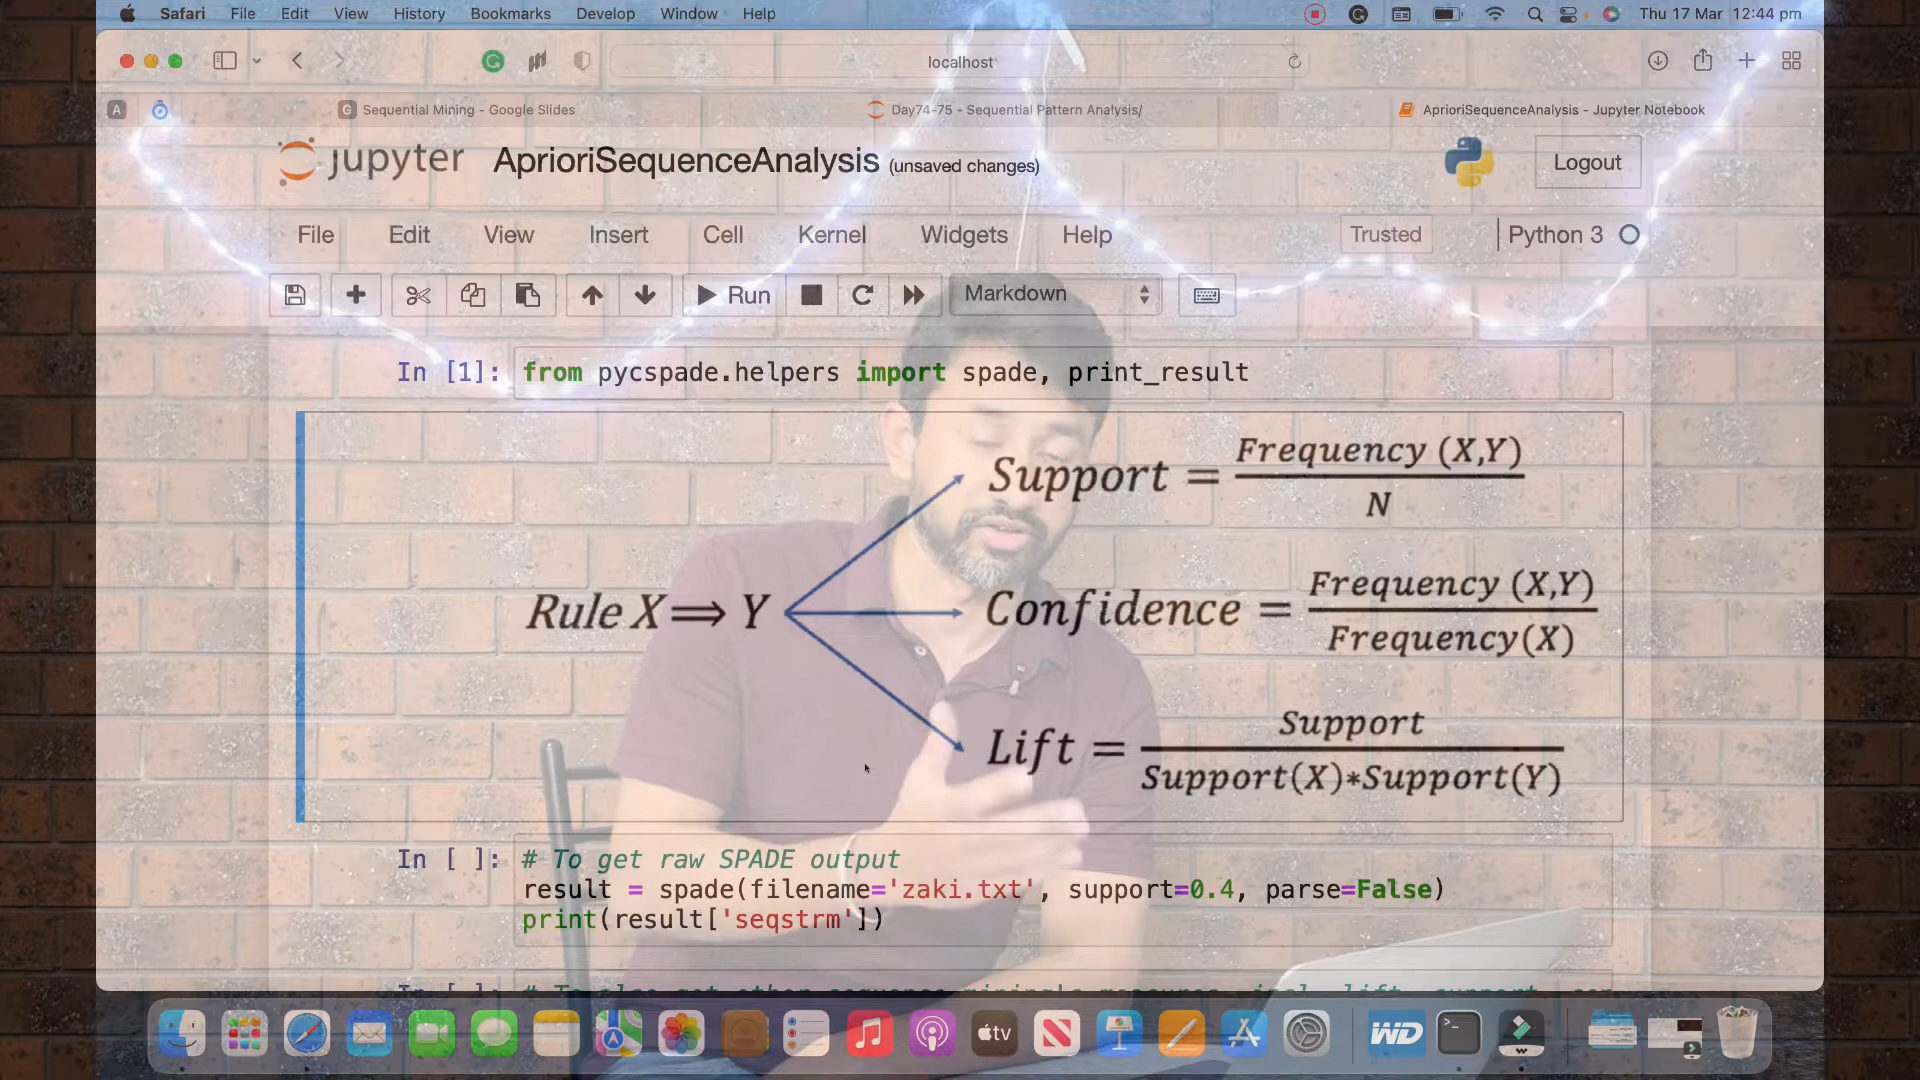 Safari File Edit View History Bookmarks Develop Window Help Thu 17 Mar 12:44 pm
localhost
A Sequential Mining - Google Slides Day74-75 - Sequential Pattern Analysis/ AprioriSequenceAnalysis - Jupyter Notebook
jupyter AprioriSequenceAnalysis (unsaved changes) Logout
File Edit View Insert Cell Kernel Widgets Help Trusted Python 3
Run Markdown
In [1]: from pycspade.helpers import spade, print_result
Support = Frequency (X,Y)
N
Rule X ⟹ Y Confidence = Frequency (X,Y)
Frequency(X)
Lift = Support
Support(X)*Support(Y)
In [ ]: # To get raw SPADE output
result = spade(filename='zaki.txt', support=0.4, parse=False)
print(result['seqstrm'])
tv WD